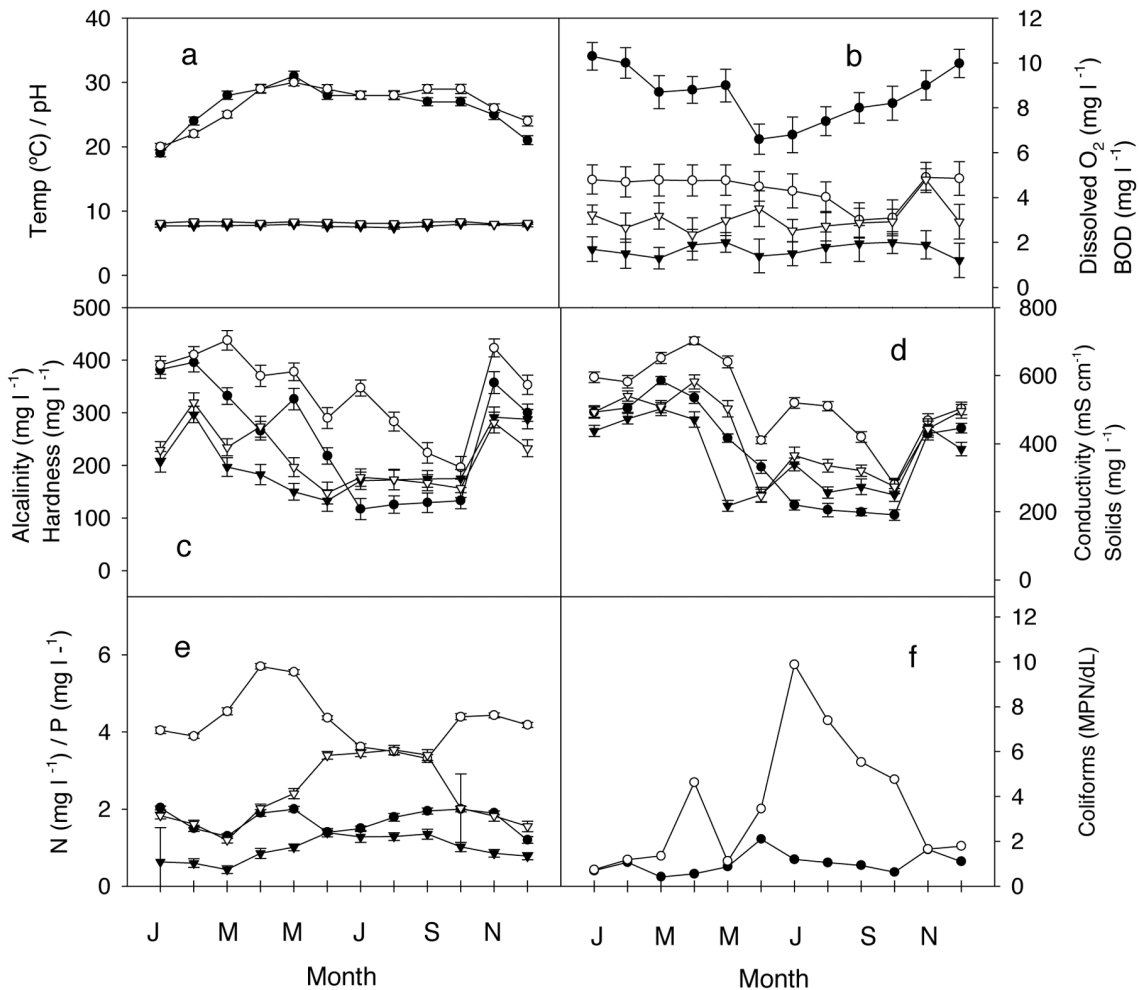 40
30
20
10
0
Temp (°C) / pH
a
b
12
10
8
6
4
2
0
Dissolved O2 (mg l -1)
BOD (mg l -1)
500
400
300
200
100
0
Alcalinity (mg l -1)
Hardness (mg l -1)
c
d
800
600
400
200
0
Conductivity (mS cm-1)
Solids (mg l -1)
6
4
2
0
N (mg l -1) / P (mg l -1)
e
f
12
10
8
6
4
2
0
Coliforms (MPN/dL)
J M M J S N
J M M J S N
Month
Month